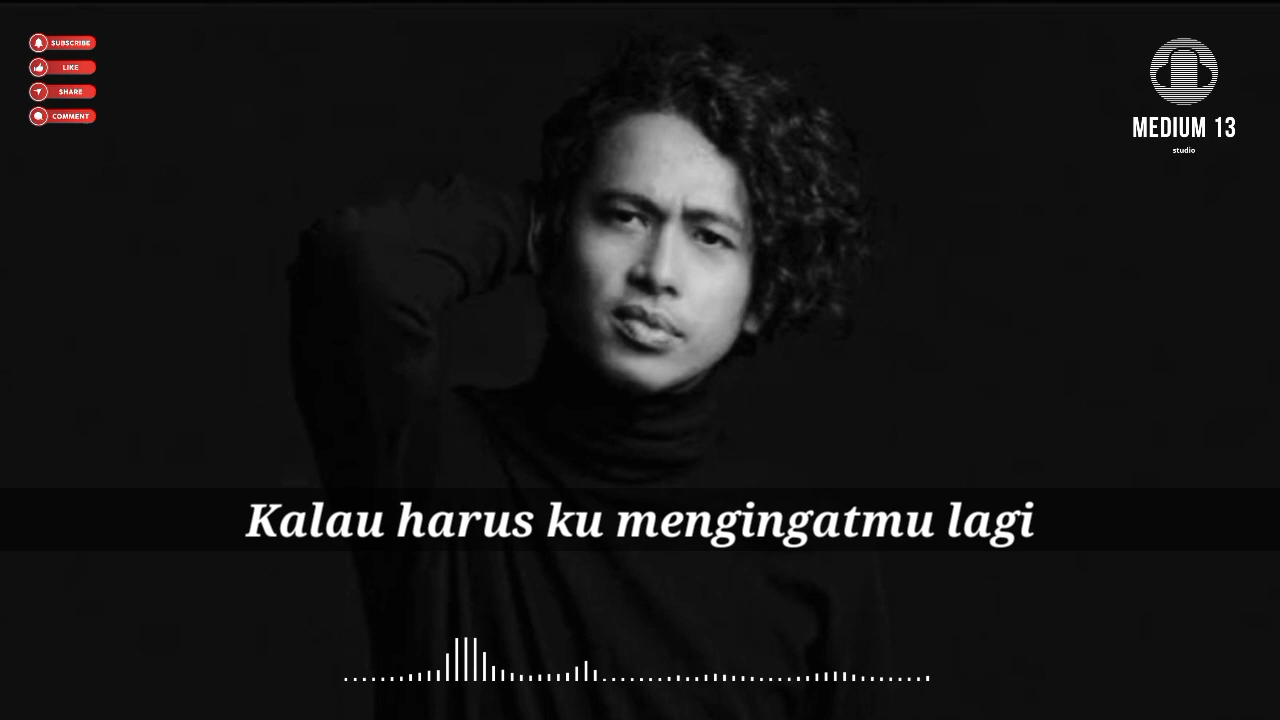 SUBSCRIBE
LIKE
SHARE
COMMENT
MEDIUM 13
studio
Kalau harus ku mengingatmu lagi